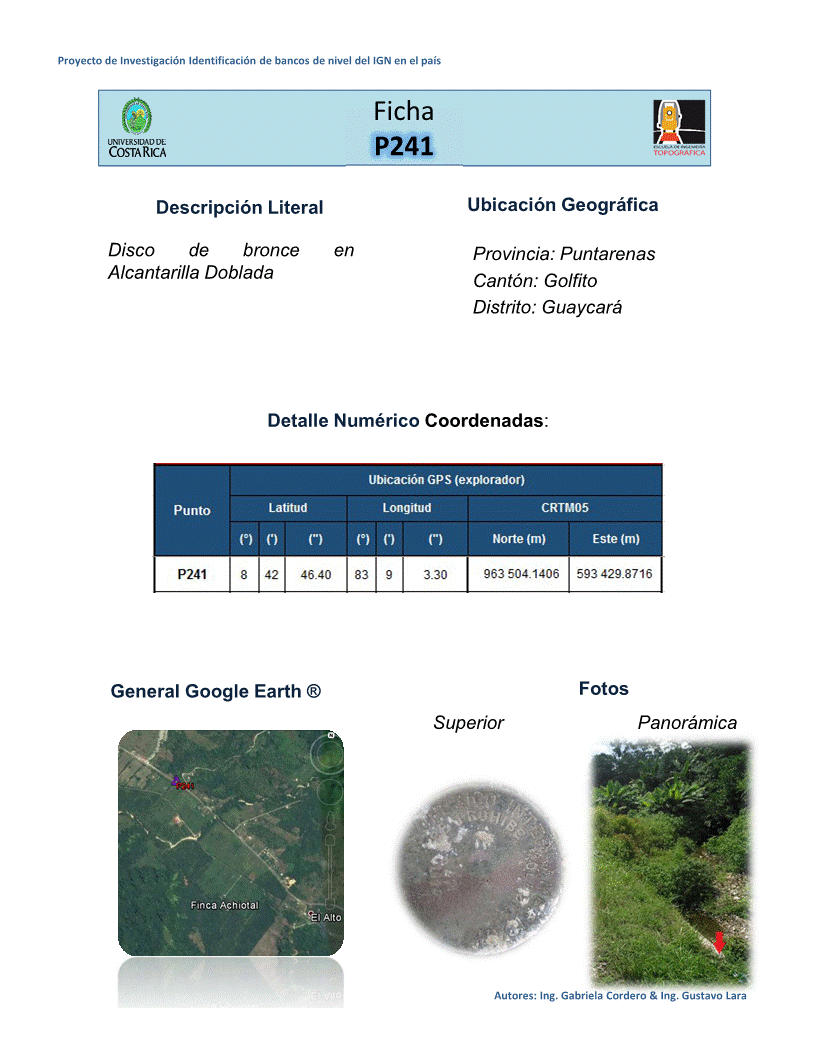 Proyecto de Investigación Identificación de bancos de nivel del IGN en el país
UNIVERSIDAD DE
COSTA RICA
Ficha
P241
ESCUELA DE INGENIERIA
TOPOGRAFICA
Descripción Literal
Disco de bronce en
Alcantarilla Doblada
Ubicación Geográfica
Provincia: Puntarenas
Cantón: Golfito
Distrito: Guaycará
Detalle Numérico Coordenadas:
Punto
Ubicación GPS (explorador)
Latitud Longitud CRTM05
(°) (') (") (°) (') (") Norte (m) Este (m)
P241 8 42 46.40 83 9 3.30 963 504.1406 593 429.8716
General Google Earth ®
P241
Finca Achiotal
El Alto
Fotos
Superior Panorámica
Autores: Ing. Gabriela Cordero & Ing. Gustavo Lara